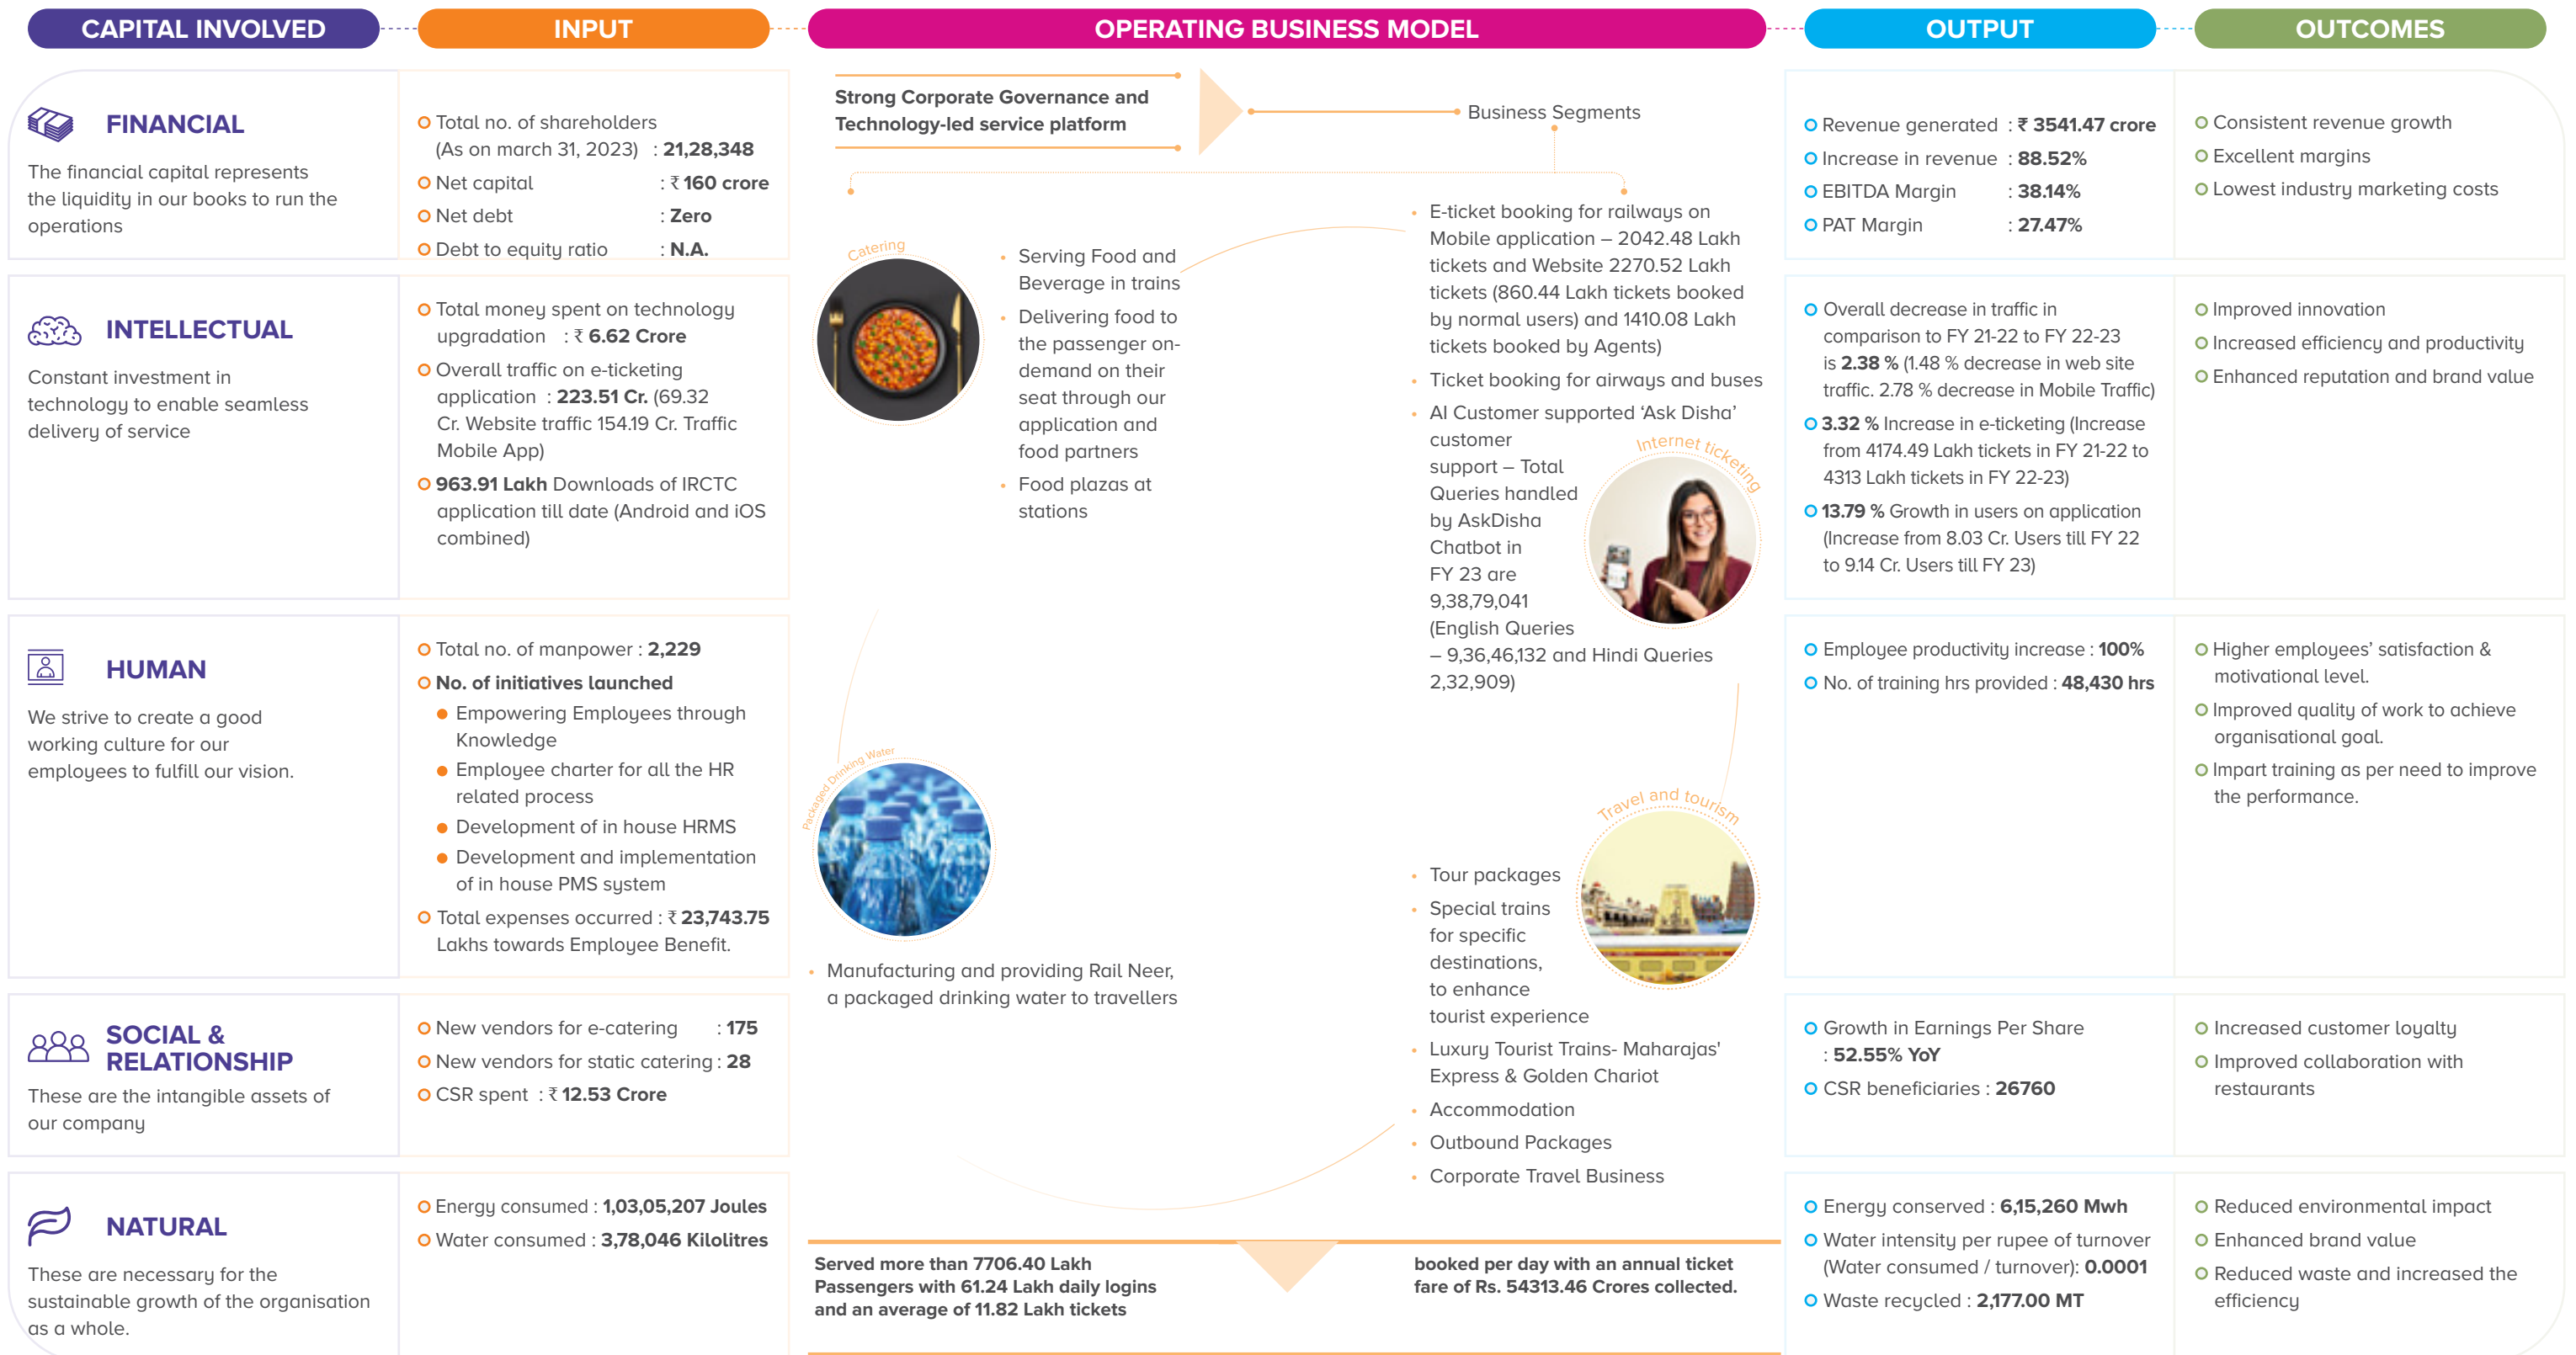 CAPITAL INVOLVED
INPUT
OPERATING BUSINESS MODEL
OUTPUT
OUTCOMES
FINANCIAL
The financial capital represents
the liquidity in our books to run the
operations
Total no. of shareholders
(As on march 31, 2023) : 21,28,348
Net capital : ₹ 160 crore
Net debt : Zero
Debt to equity ratio : N.A.
INTELLECTUAL
Constant investment in
technology to enable seamless
delivery of service
Total money spent on technology
upgradation : ₹ 6.62 Crore
Overall traffic on e-ticketing
application : 223.51 Cr. (69.32
Cr. Website traffic 154.19 Cr. Traffic
Mobile App)
963.91 Lakh Downloads of IRCTC
application till date (Android and iOS
combined)
HUMAN
We strive to create a good
working culture for our
employees to fulfill our vision.
Total no. of manpower : 2,229
No. of initiatives launched
Empowering Employees through
Knowledge
Employee charter for all the HR
related process
Development of in house HRMS
Development and implementation
of in house PMS system
Total expenses occurred : ₹ 23,743.75
Lakhs towards Employee Benefit.
SOCIAL &
RELATIONSHIP
These are the intangible assets of
our company
New vendors for e-catering : 175
New vendors for static catering : 28
CSR spent : ₹ 12.53 Crore
NATURAL
These are necessary for the
sustainable growth of the organisation
as a whole.
Energy consumed : 1,03,05,207 Joules
Water consumed : 3,78,046 Kilolitres
Strong Corporate Governance and
Technology-led service platform
Business Segments
Catering
• Serving Food and
Beverage in trains
• Delivering food to
the passenger on-
demand on their
seat through our
application and
food partners
• Food plazas at
stations
• E-ticket booking for railways on
Mobile application – 2042.48 Lakh
tickets and Website 2270.52 Lakh
tickets (860.44 Lakh tickets booked
by normal users) and 1410.08 Lakh
tickets booked by Agents)
• Ticket booking for airways and buses
• AI Customer supported ‘Ask Disha’
customer
support – Total
Queries handled
by AskDisha
Chatbot in
FY 23 are
9,38,79,041
(English Queries
– 9,36,46,132 and Hindi Queries
2,32,909)
Internet ticketing
Packaged Drinking Water
• Manufacturing and providing Rail Neer,
a packaged drinking water to travellers
Travel and tourism
• Tour packages
• Special trains
for specific
destinations,
to enhance
tourist experience
• Luxury Tourist Trains- Maharajas'
Express & Golden Chariot
• Accommodation
• Outbound Packages
• Corporate Travel Business
Served more than 7706.40 Lakh
Passengers with 61.24 Lakh daily logins
and an average of 11.82 Lakh tickets
booked per day with an annual ticket
fare of Rs. 54313.46 Crores collected.
Revenue generated : ₹ 3541.47 crore
Increase in revenue : 88.52%
EBITDA Margin : 38.14%
PAT Margin : 27.47%
Consistent revenue growth
Excellent margins
Lowest industry marketing costs
Overall decrease in traffic in
comparison to FY 21-22 to FY 22-23
is 2.38 % (1.48 % decrease in web site
traffic. 2.78 % decrease in Mobile Traffic)
3.32 % Increase in e-ticketing (Increase
from 4174.49 Lakh tickets in FY 21-22 to
4313 Lakh tickets in FY 22-23)
13.79 % Growth in users on application
(Increase from 8.03 Cr. Users till FY 22
to 9.14 Cr. Users till FY 23)
Improved innovation
Increased efficiency and productivity
Enhanced reputation and brand value
Employee productivity increase : 100%
No. of training hrs provided : 48,430 hrs
Higher employees’ satisfaction &
motivational level.
Improved quality of work to achieve
organisational goal.
Impart training as per need to improve
the performance.
Growth in Earnings Per Share
: 52.55% YoY
CSR beneficiaries : 26760
Increased customer loyalty
Improved collaboration with
restaurants
Energy conserved : 6,15,260 Mwh
Water intensity per rupee of turnover
(Water consumed / turnover): 0.0001
Waste recycled : 2,177.00 MT
Reduced environmental impact
Enhanced brand value
Reduced waste and increased the
efficiency